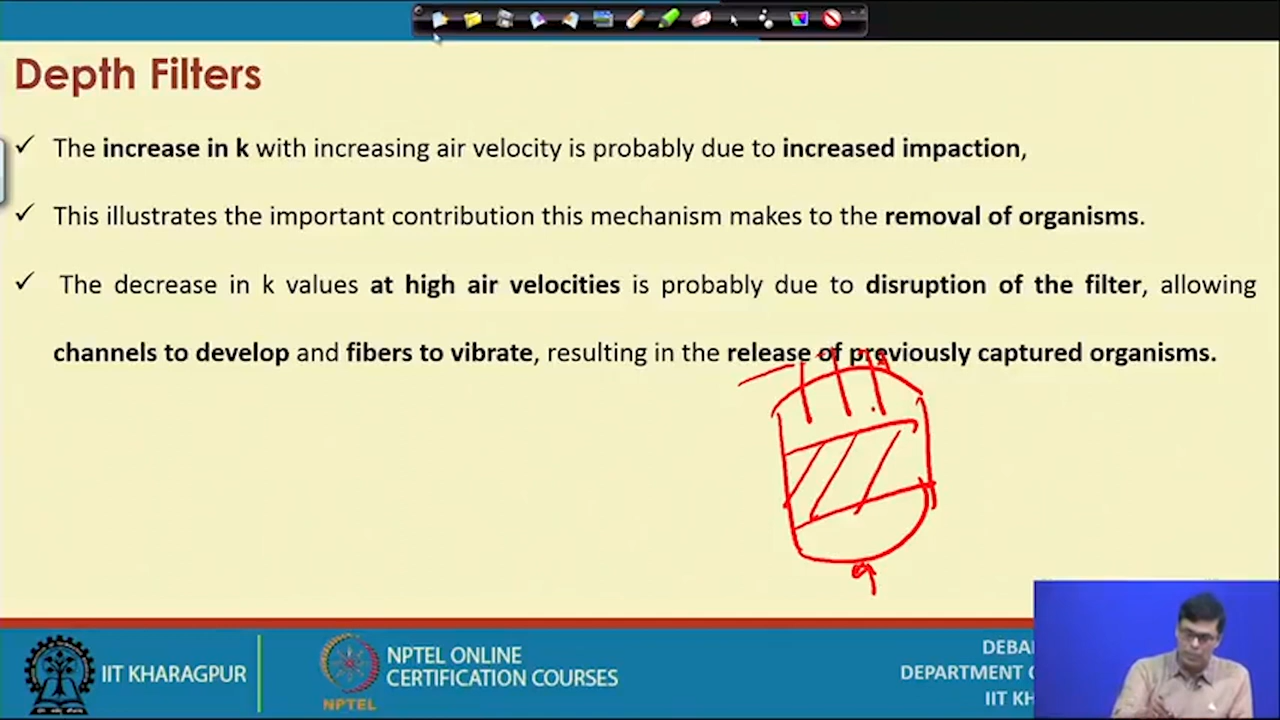 Depth Filters
✓ The increase in k with increasing air velocity is probably due to increased impaction,
✓ This illustrates the important contribution this mechanism makes to the removal of organisms.
✓ The decrease in k values at high air velocities is probably due to disruption of the filter, allowing
channels to develop and fibers to vibrate, resulting in the release of previously captured organisms.
IIT KHARAGPUR
NPTEL
NPTEL ONLINE
CERTIFICATION COURSES
DEBA
DEPARTMENT
IIT KH